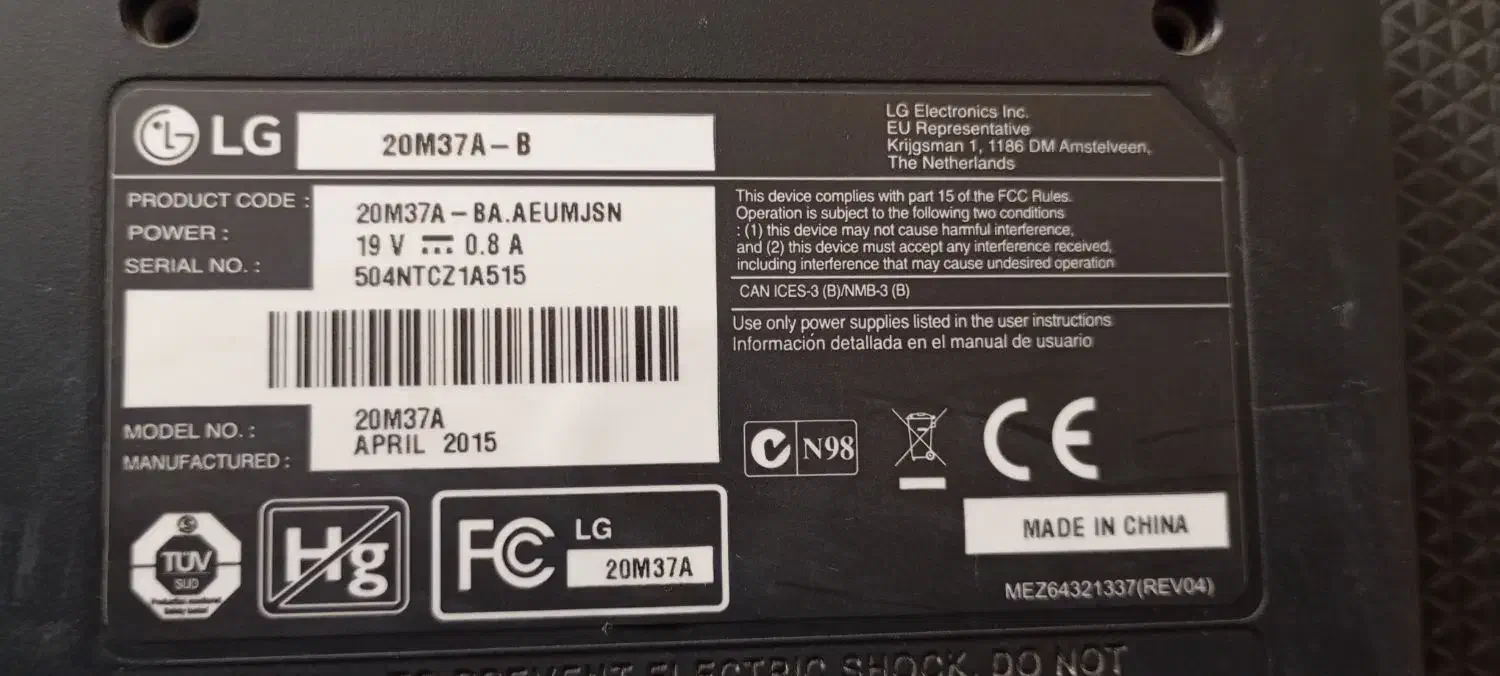 LG 20M37A-B
LG Electronics Inc.
EU Representative
Krijgsman 1, 1186 DM Amstelveen,
The Netherlands
PRODUCT CODE : 20M37A-BA.AEUMJSN
POWER : 19 V 0.8 A
SERIAL NO. : 504NTCZ1A515
MODEL NO. : 20M37A
MANUFACTURED : APRIL 2015
This device complies with part 15 of the FCC Rules.
Operation is subject to the following two conditions
: (1) this device may not cause harmful interference,
and (2) this device must accept any interference received,
including interference that may cause undesired operation
CAN ICES-3 (B)/NMB-3 (B)
Use only power supplies listed in the user instructions
Información detallada en el manual de usuario
N98
CE
TÜV
SUD
Hg
FC LG
20M37A
MADE IN CHINA
MEZ64321337(REV04)
ELECTRIC SHOCK, DO NOT